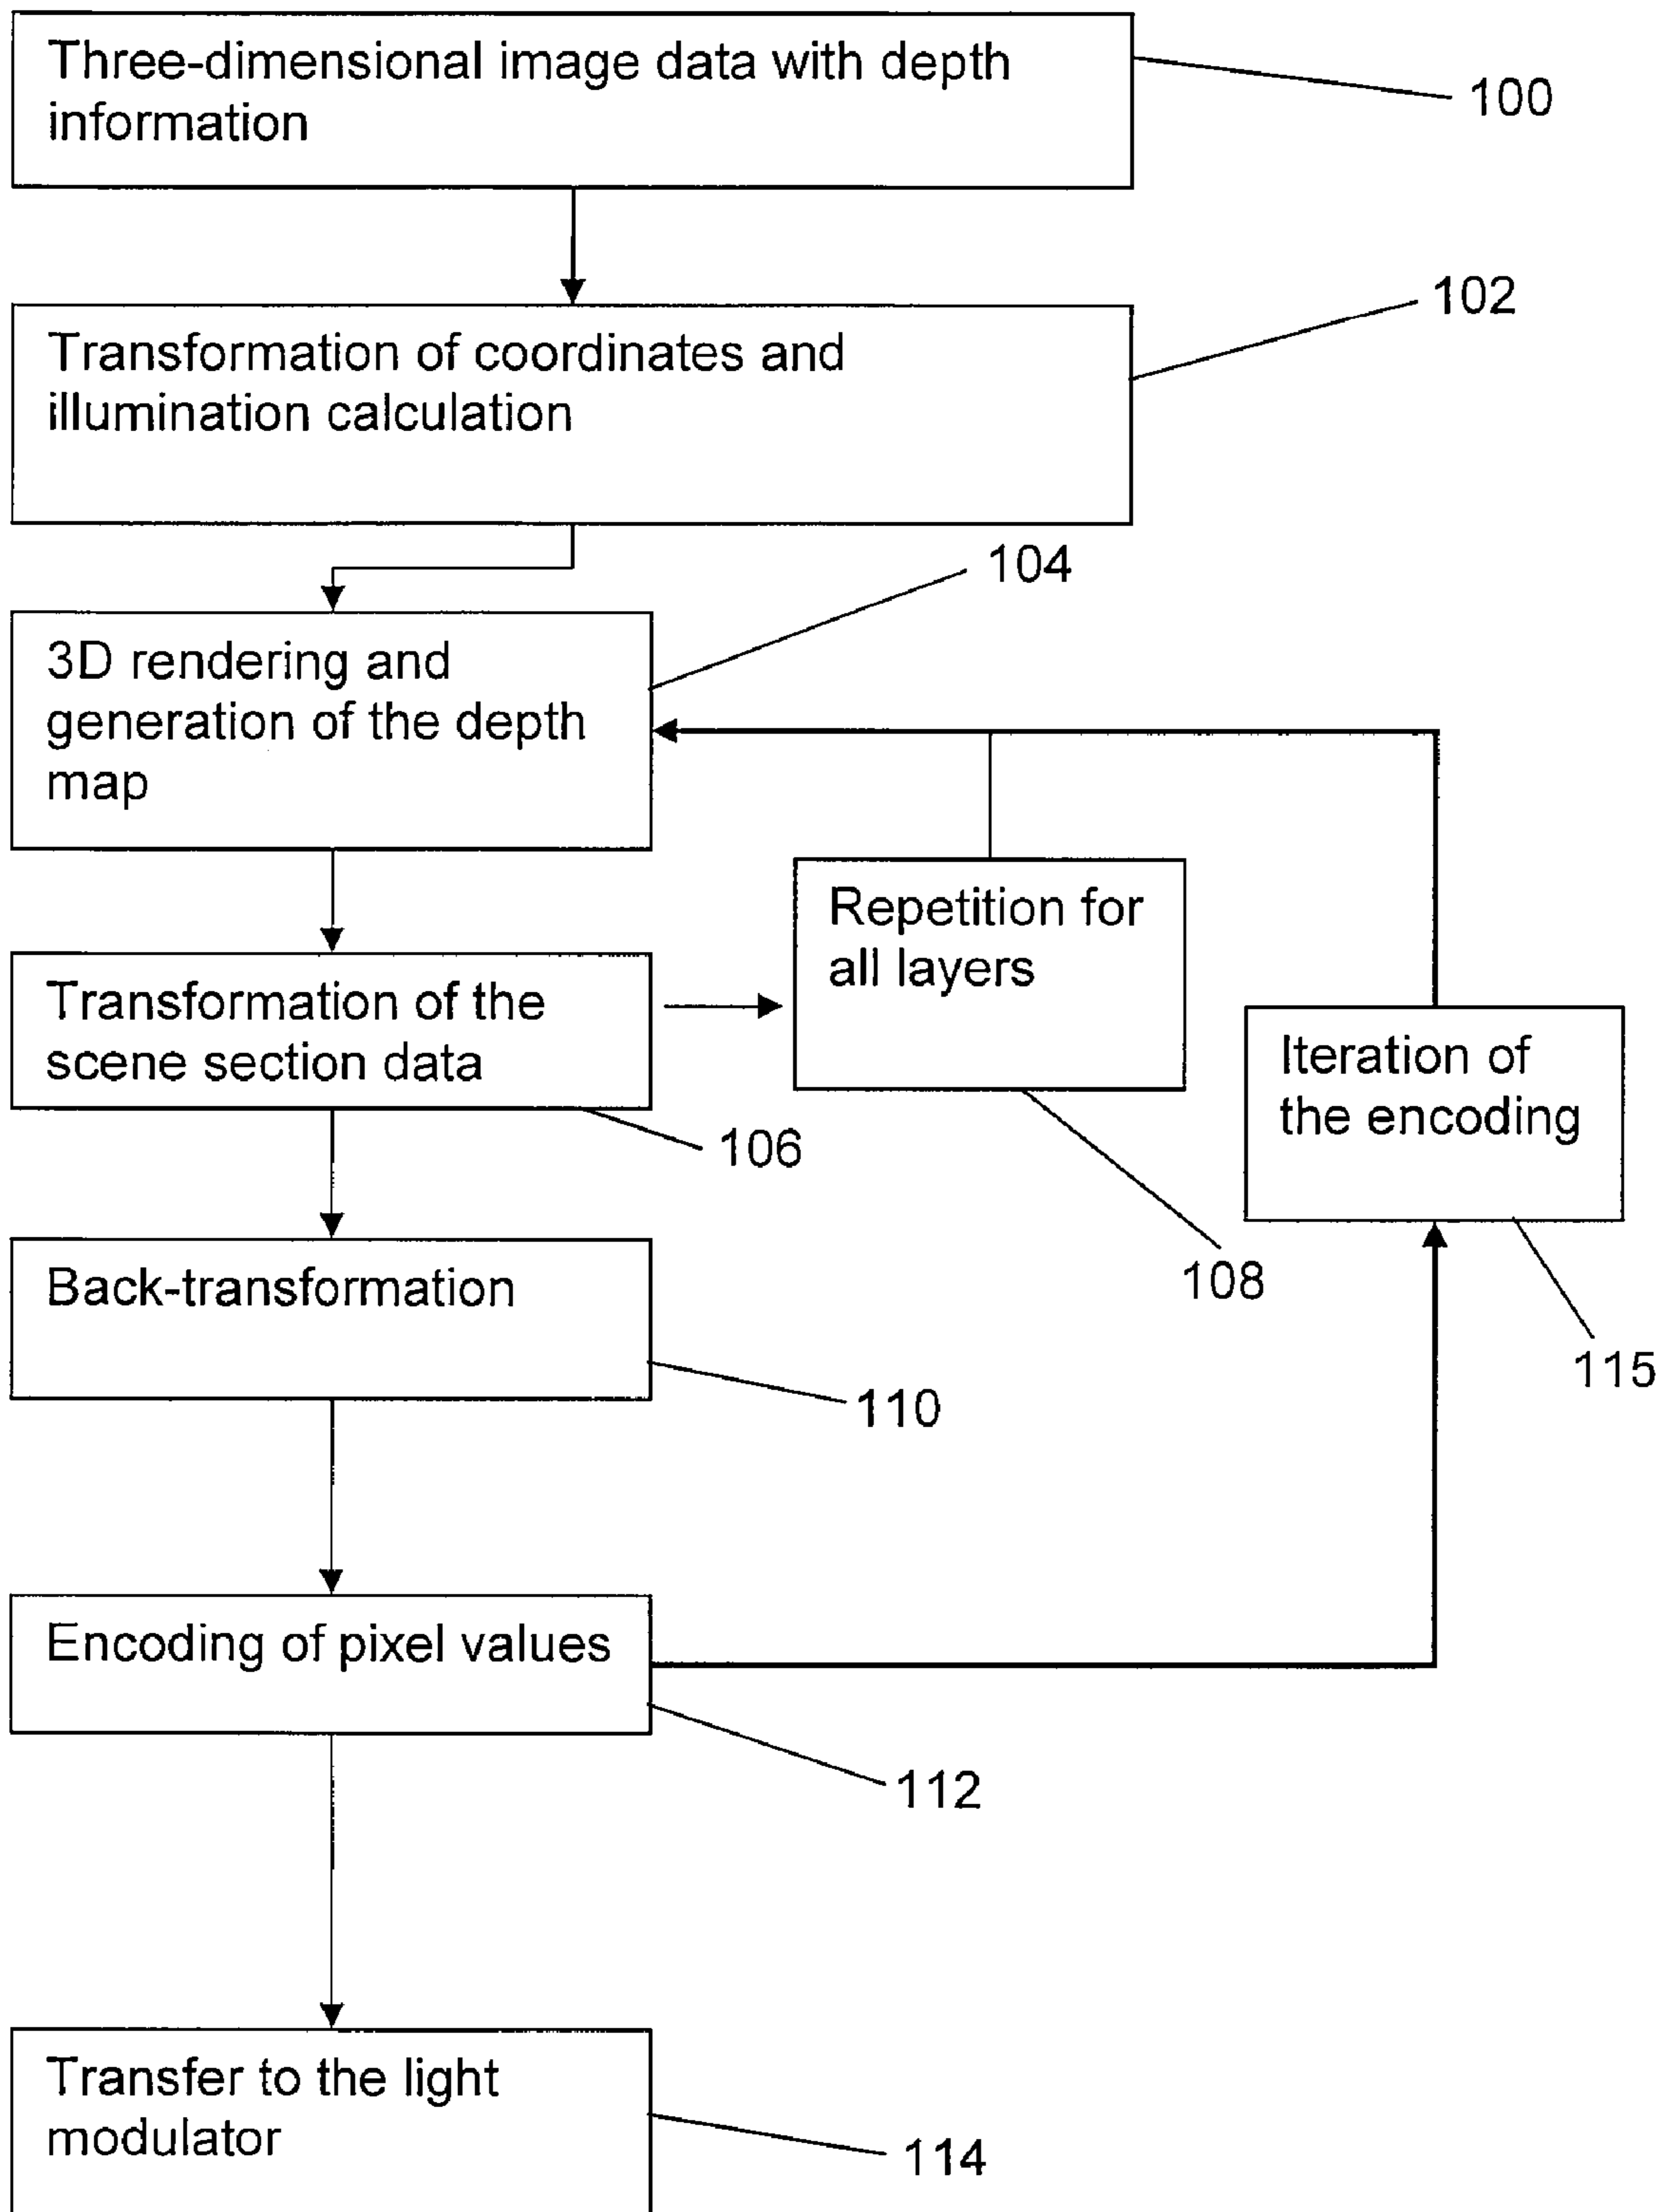 Three-dimensional image data with depth
information
100
102
Transformation of coordinates and
illumination calculation
104
3D rendering and
generation of the depth
map
Repetition for
all layers
Transformation of the
scene section data
Iteration of
the encoding
106
108
Back-transformation
115
110
Encoding of pixel values
112
Transfer to the light
modulator
114